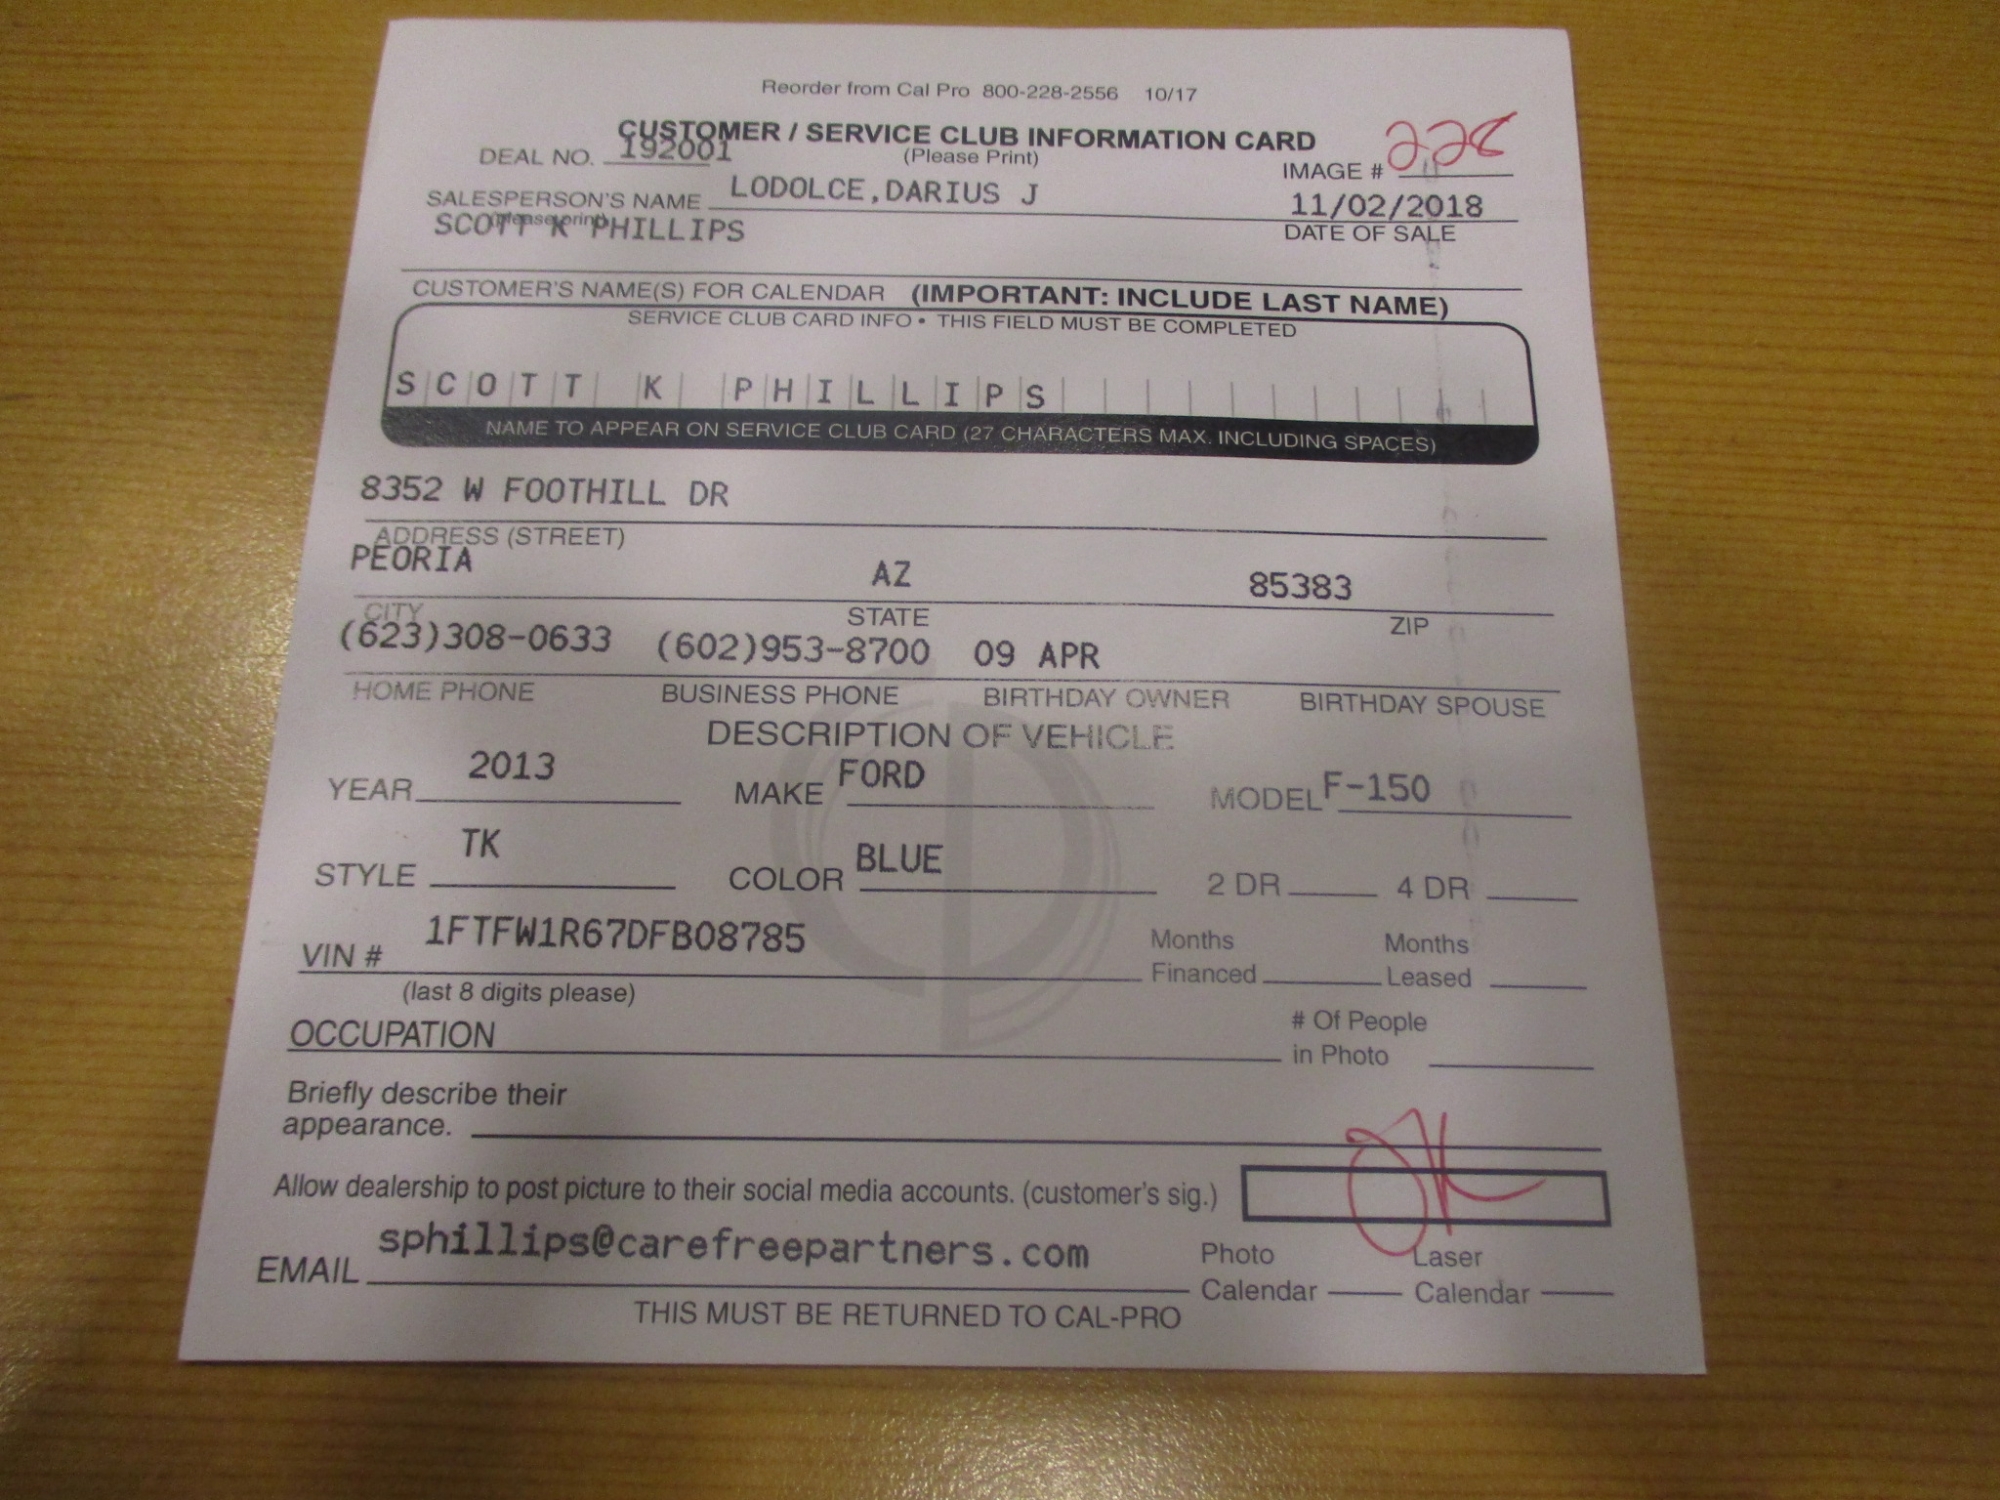 Reorder from Cal Pro 800-228-2556 10/17
CUSTOMER / SERVICE CLUB INFORMATION CARD
DEAL NO. 192001 (Please Print) IMAGE # 228
SALESPERSON'S NAME LODOLCE,DARIUS J 11/02/2018
(please print) DATE OF SALE
SCOTT K PHILLIPS
CUSTOMER'S NAME(S) FOR CALENDAR (IMPORTANT: INCLUDE LAST NAME)
SERVICE CLUB CARD INFO • THIS FIELD MUST BE COMPLETED
SCOTT K PHILLIPS
NAME TO APPEAR ON SERVICE CLUB CARD (27 CHARACTERS MAX. INCLUDING SPACES)
8352 W FOOTHILL DR
ADDRESS (STREET)
PEORIA AZ 85383
CITY STATE ZIP
(623)308-0633 (602)953-8700 09 APR
HOME PHONE BUSINESS PHONE BIRTHDAY OWNER BIRTHDAY SPOUSE
DESCRIPTION OF VEHICLE
YEAR 2013 MAKE FORD MODEL F-150
STYLE TK COLOR BLUE 2 DR 4 DR
VIN # 1FTFW1R67DFB08785 Months Financed Months Leased
(last 8 digits please)
OCCUPATION # Of People in Photo
Briefly describe their
appearance.
Allow dealership to post picture to their social media accounts. (customer's sig.)
EMAIL sphillips@carefreepartners.com Photo Calendar Laser Calendar
THIS MUST BE RETURNED TO CAL-PRO